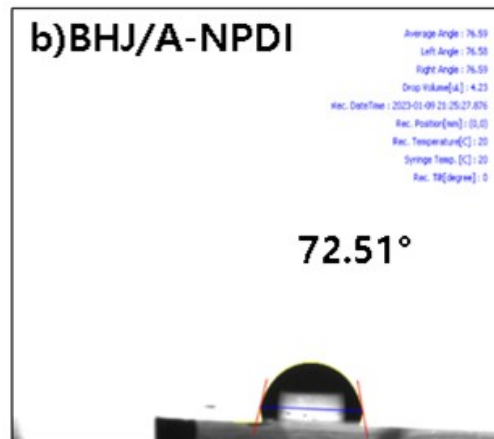 b)BHJ/A-NPDI
Average Angle : 76.59
Left Angle : 76.58
Right Angle : 76.59
Drop Volume[uL] : 4.23
Rec. DateTime : 2023-01-09 21:25:27.876
Rec. Position[mm] : (0,0)
Rec. Temperature[C] : 20
Syringe Temp. [C] : 20
Rec. Tilt[degree] : 0
72.51°